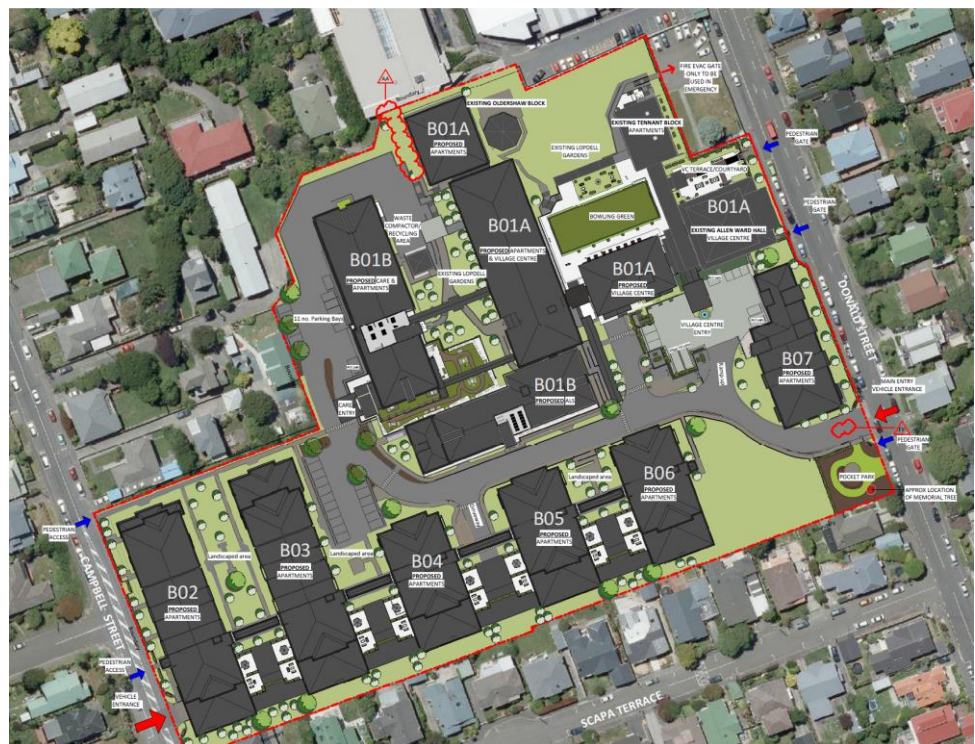 Boundary
EXISTING OLDERSHAW BLOCK
FIRE EVAC GATE
ONLY TO BE
USED IN
EMERGENCY
B01A
PROPOSED
APARTMENTS
EXISTING TENNANT BLOCK
APARTMENTS
PEDESTRIAN
GATE
EXISTING LOPDELL
GARDENS
VC TERRACE/COURTYARD
PEDESTRIAN
GATE
WASTE
COMPACTOR/
RECYCLING
AREA
B01A
PROPOSED APARTMENTS
& VILLAGE CENTRE
BOWLING GREEN
B01A
EXISTING ALLEN WARD HALL
VILLAGE CENTRE
B01B
PROPOSED CARE &
APARTMENTS
EXISTING LOPDELL
GARDENS
B01A
PROPOSED
VILLAGE CENTRE
DONALD STREET
11 no. Parking Bays
VILLAGE CENTRE
ENTRY
B07
PROPOSED
APARTMENTS
CARE
ENTRY
B01B
PROPOSED ALS
MAIN ENTRY
VEHICLE ENTRANCE
PEDESTRIAN
GATE
B06
PROPOSED
APARTMENTS
Landscaped area
POCKET PARK
APPROX LOCATION
OF MEMORIAL TREE
B05
PROPOSED
APARTMENTS
PEDESTRIAN
ACCESS
Landscaped area
B03
PROPOSED
APARTMENTS
Landscaped area
B04
PROPOSED
APARTMENTS
B02
PROPOSED
APARTMENTS
CAMPBELL STREET
PEDESTRIAN
ACCESS
VEHICLE
ENTRANCE
SCAPA TERRACE